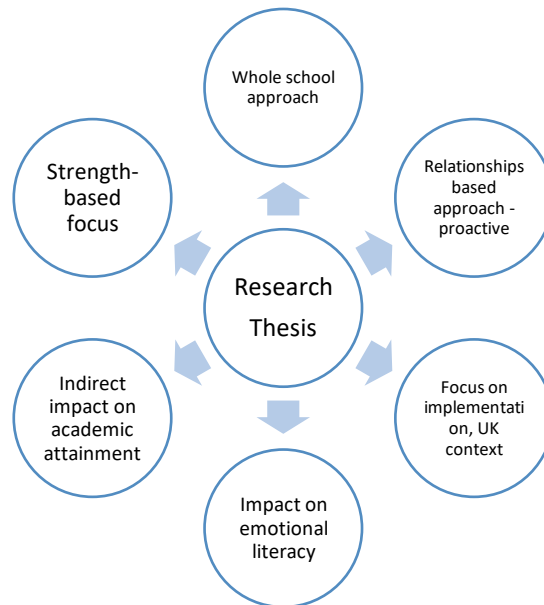 Whole school
approach
Strength-
based
focus
Relationships
based
approach -
proactive
Research
Thesis
Indirect
impact on
academic
attainment
Focus on
implementati
on, UK
context
Impact on
emotional
literacy